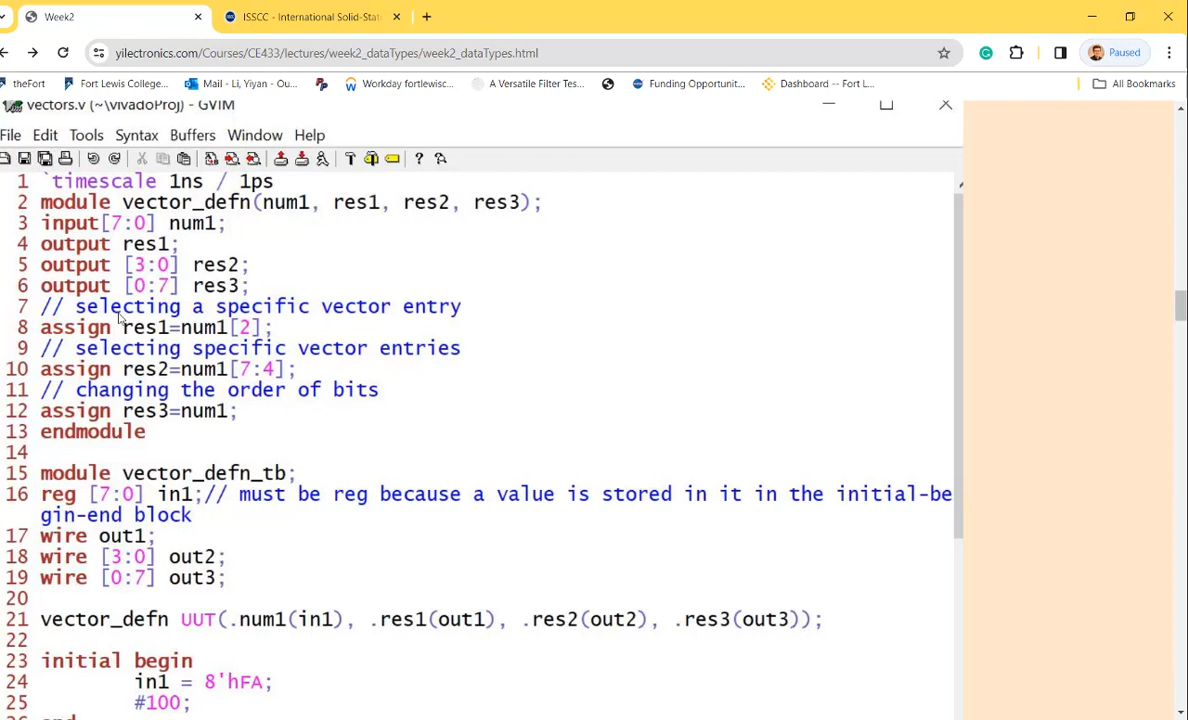 Week2
ISSCC - International Solid-Stat
yilectronics.com/Courses/CE433/lectures/week2_dataTypes/week2_dataTypes.html
Paused
theFort
Fort Lewis College...
Mail - Li, Yiyan - Ou...
Workday fortlewisc...
A Versatile Filter Tes...
Funding Opportunit...
Dashboard -- Fort L...
All Bookmarks
vectors.v (~\vivadoProj) - GVIM
File Edit Tools Syntax Buffers Window Help
1 `timescale 1ns / 1ps
2 module vector_defn(num1, res1, res2, res3);
3 input[7:0] num1;
4 output res1;
5 output [3:0] res2;
6 output [0:7] res3;
7 // selecting a specific vector entry
8 assign res1=num1[2];
9 // selecting specific vector entries
10 assign res2=num1[7:4];
11 // changing the order of bits
12 assign res3=num1;
13 endmodule
14
15 module vector_defn_tb;
16 reg [7:0] in1;// must be reg because a value is stored in it in the initial-be
gin-end block
17 wire out1;
18 wire [3:0] out2;
19 wire [0:7] out3;
20
21 vector_defn UUT(.num1(in1), .res1(out1), .res2(out2), .res3(out3));
22
23 initial begin
24 in1 = 8'hFA;
25 #100;
26 end